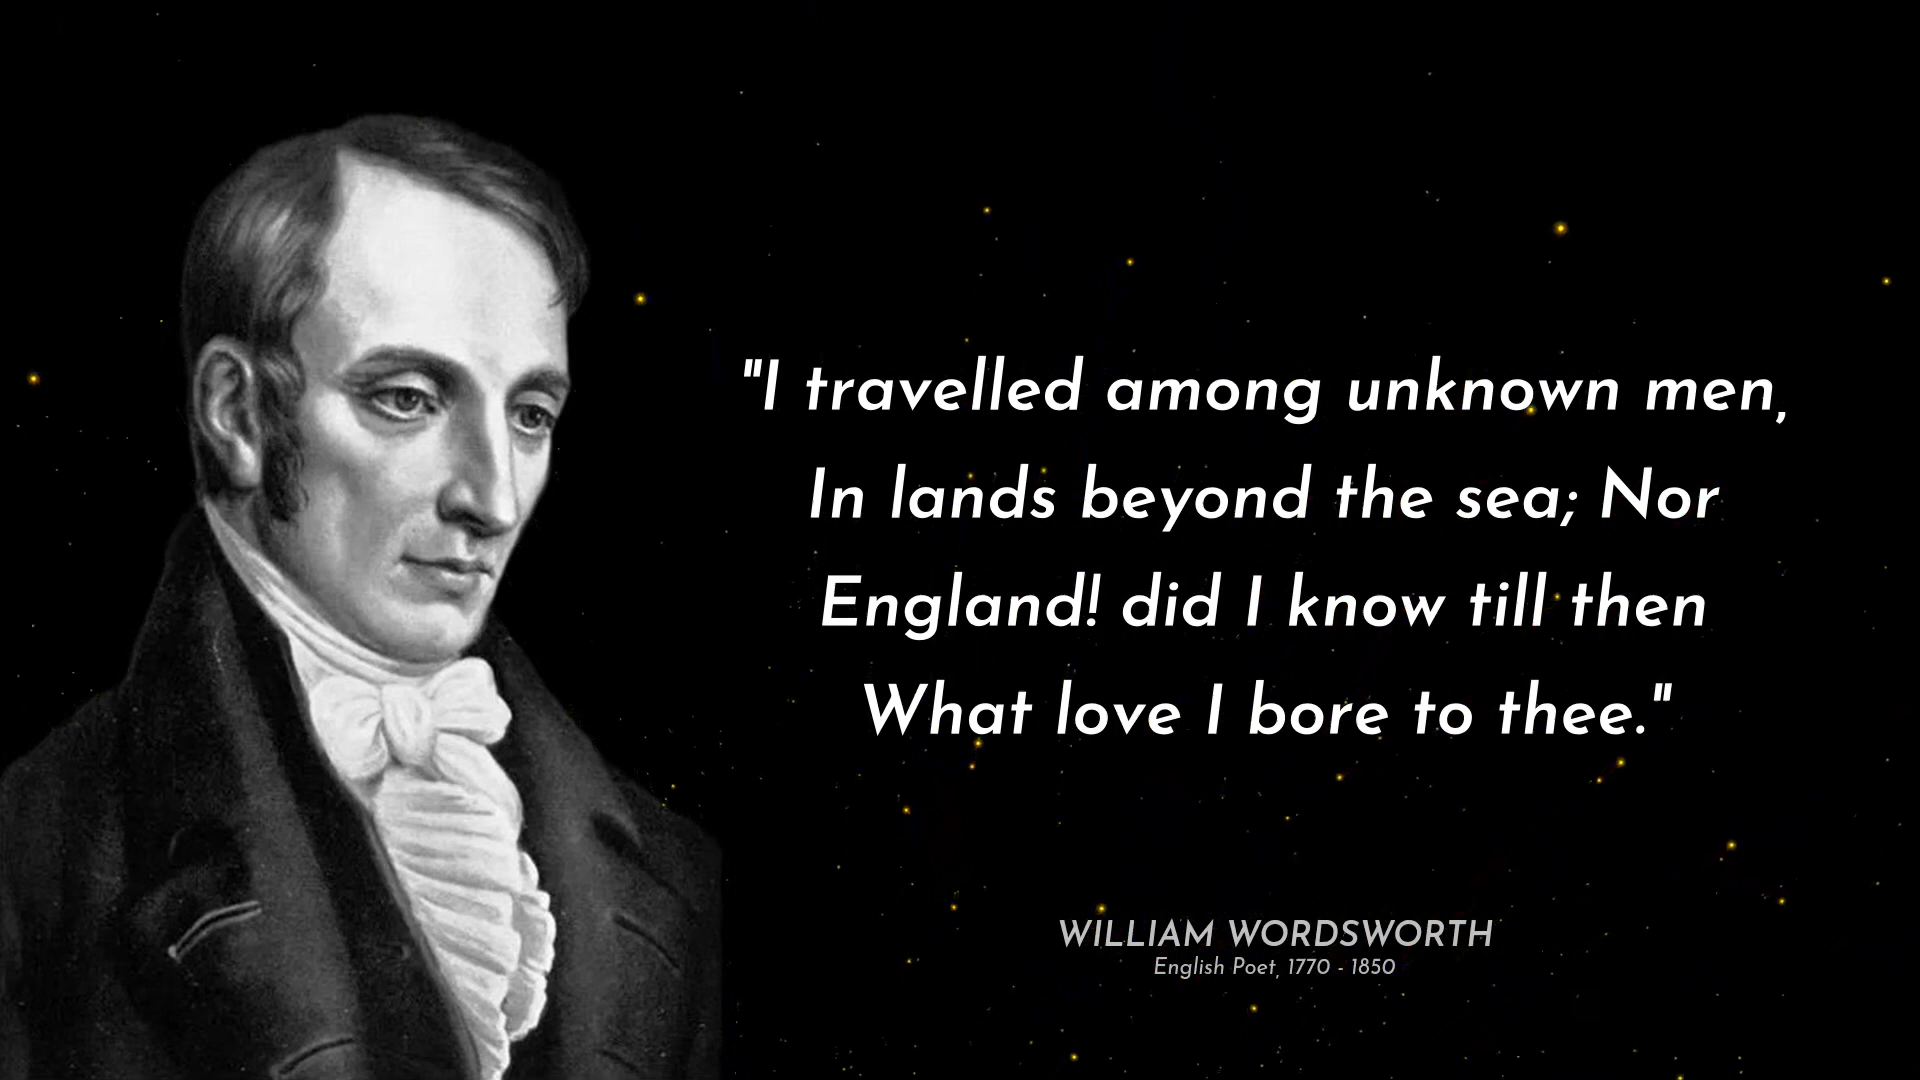 "I travelled among unknown men,
In lands beyond the sea; Nor
England! did I know till then
What love I bore to thee."
WILLIAM WORDSWORTH
English Poet, 1770 - 1850